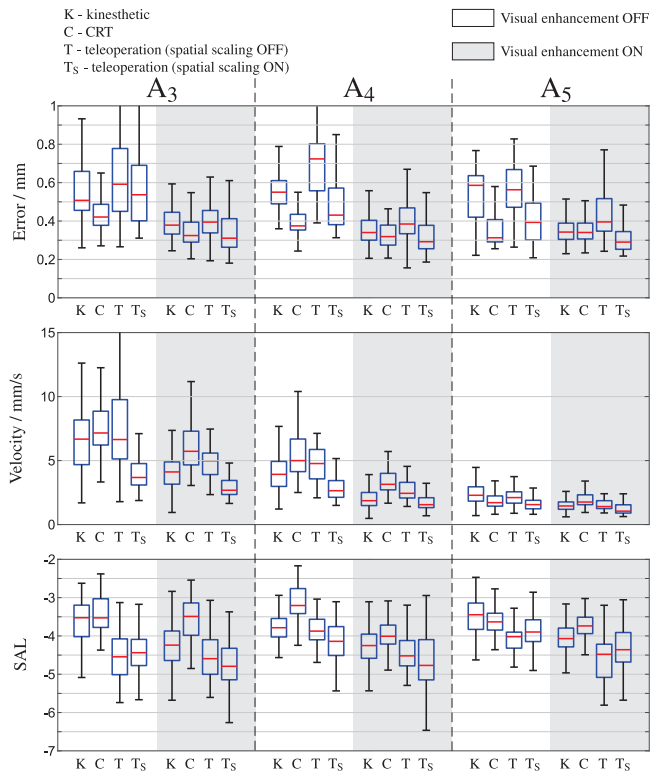 K - kinesthetic
C - CRT
T - teleoperation (spatial scaling OFF)
TS - teleoperation (spatial scaling ON)
Visual enhancement OFF
Visual enhancement ON
A3 A4 A5
Error / mm
1
0.8
0.6
0.4
0.2
0
K C T TS K C T TS K C T TS K C T TS K C T TS K C T TS
Velocity / mm/s
15
10
5
0
K C T TS K C T TS K C T TS K C T TS K C T TS K C T TS
SAL
-2
-3
-4
-5
-6
-7
K C T TS K C T TS K C T TS K C T TS K C T TS K C T TS